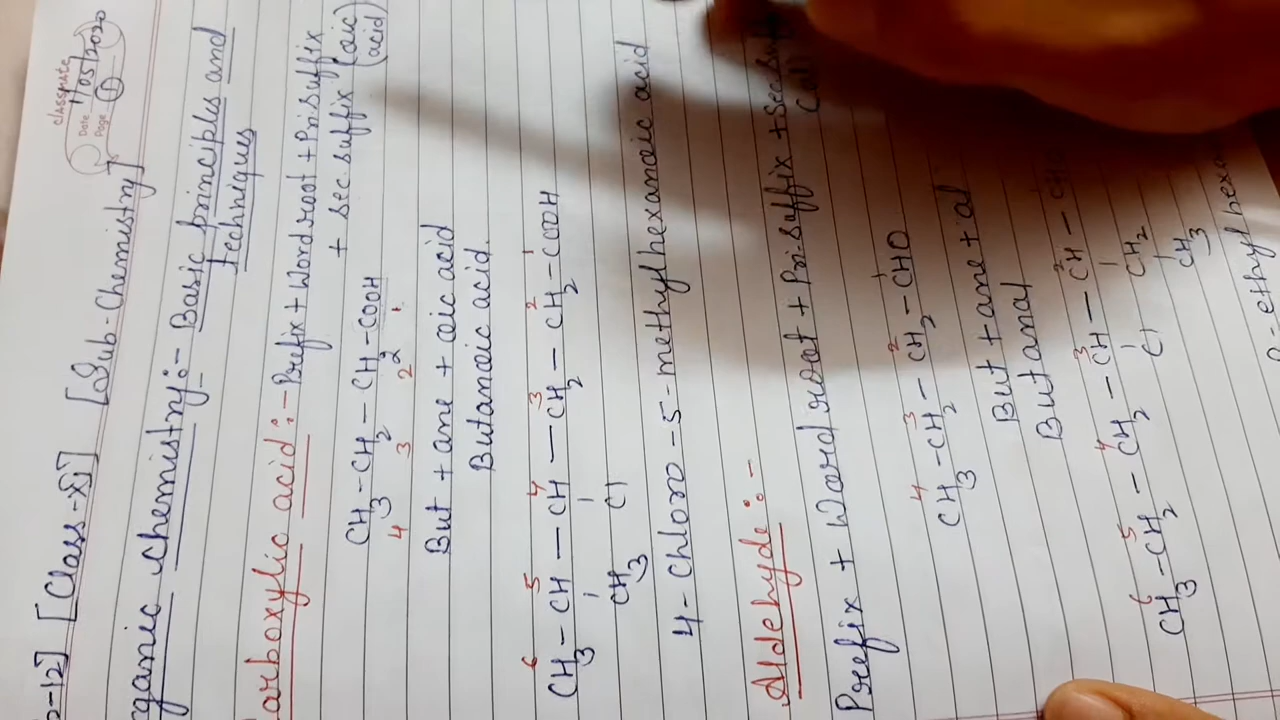 classmate
Date 11/05/2020
Page 1
-12] [Class-XI] [Sub-Chemistry]
rganic chemistry:- Basic principles and
techniques
arboxylic acid:- Prefix + Word root + Pri.suffix
+ sec.suffix (oic acid)
CH3-CH2-CH2-COOH
4 3 2 1
But + ane + oic acid
Butanoic acid.
6 5 4 3 2 1
CH3-CH-CH-CH2-CH2-COOH
CH3 Cl
4-Chloro-5-methylhexanoic acid
Aldehyde:-
Prefix + Word root + Pri.suffix + Sec.suff
4 3 2 1
CH3-CH2-CH2-CHO
But + ane + al
Butanal
6 5 4 3 2
CH3-CH2-CH2-CH-CH-CH
Cl CH2
CH3
-ethylhexa